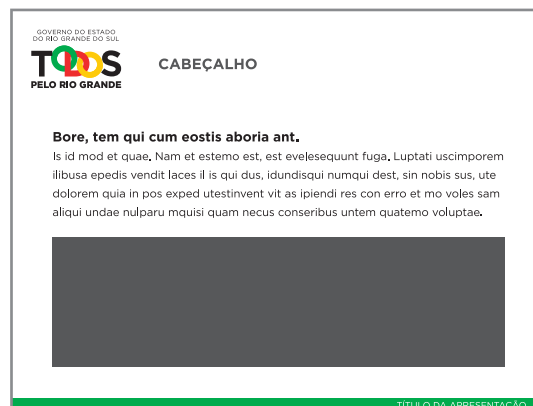 GOVERNO DO ESTADO
DO RIO GRANDE DO SUL
TODOS
PELO RIO GRANDE
CABEÇALHO
Bore, tem qui cum eostis aboria ant.
Is id mod et quae. Nam et estemo est, est evelesequunt fuga. Luptati uscimporem
ilibusa epedis vendit laces il is qui dus, idundisqui numqui dest, sin nobis sus, ute
dolorem quia in pos exped utestinvent vit as ipiendi res con erro et mo voles sam
aliqui undae nulparu mquisi quam necus conseribus untem quatemo voluptae.
TÍTULO DA APRESENTAÇÃO